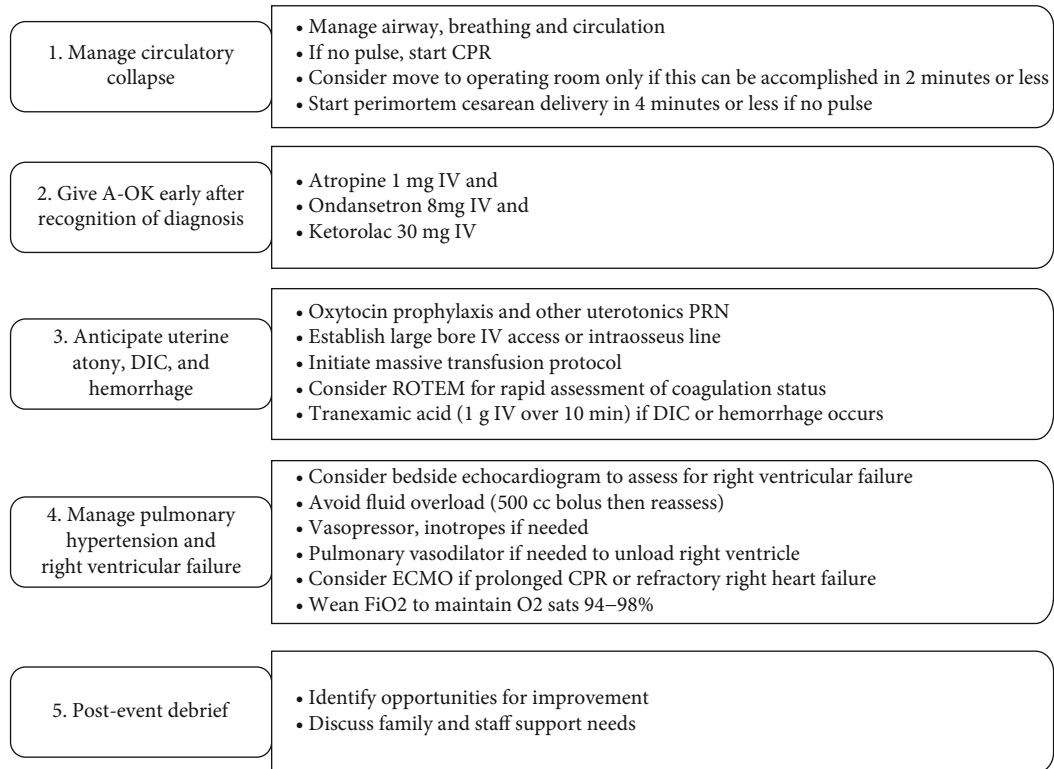 1. Manage circulatory
collapse
• Manage airway, breathing and circulation
• If no pulse, start CPR
• Consider move to operating room only if this can be accomplished in 2 minutes or less
• Start perimortem cesarean delivery in 4 minutes or less if no pulse
2. Give A-OK early after
recognition of diagnosis
• Atropine 1 mg IV and
• Ondansetron 8mg IV and
• Ketorolac 30 mg IV
3. Anticipate uterine
atony, DIC, and
hemorrhage
• Oxytocin prophylaxis and other uterotonics PRN
• Establish large bore IV access or intraosseus line
• Initiate massive transfusion protocol
• Consider ROTEM for rapid assessment of coagulation status
• Tranexamic acid (1 g IV over 10 min) if DIC or hemorrhage occurs
4. Manage pulmonary
hypertension and
right ventricular failure
• Consider bedside echocardiogram to assess for right ventricular failure
• Avoid fluid overload (500 cc bolus then reassess)
• Vasopressor, inotropes if needed
• Pulmonary vasodilator if needed to unload right ventricle
• Consider ECMO if prolonged CPR or refractory right heart failure
• Wean FiO2 to maintain O2 sats 94−98%
5. Post-event debrief
• Identify opportunities for improvement
• Discuss family and staff support needs